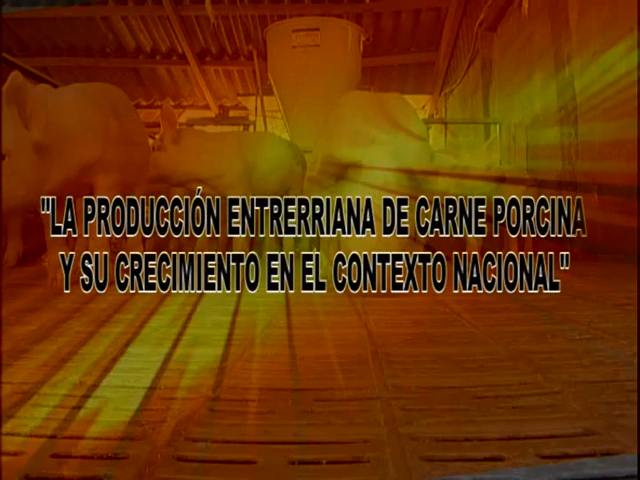 "LA PRODUCCIÓN ENTRERRIANA DE CARNE PORCINA
Y SU CRECIMIENTO EN EL CONTEXTO NACIONAL"